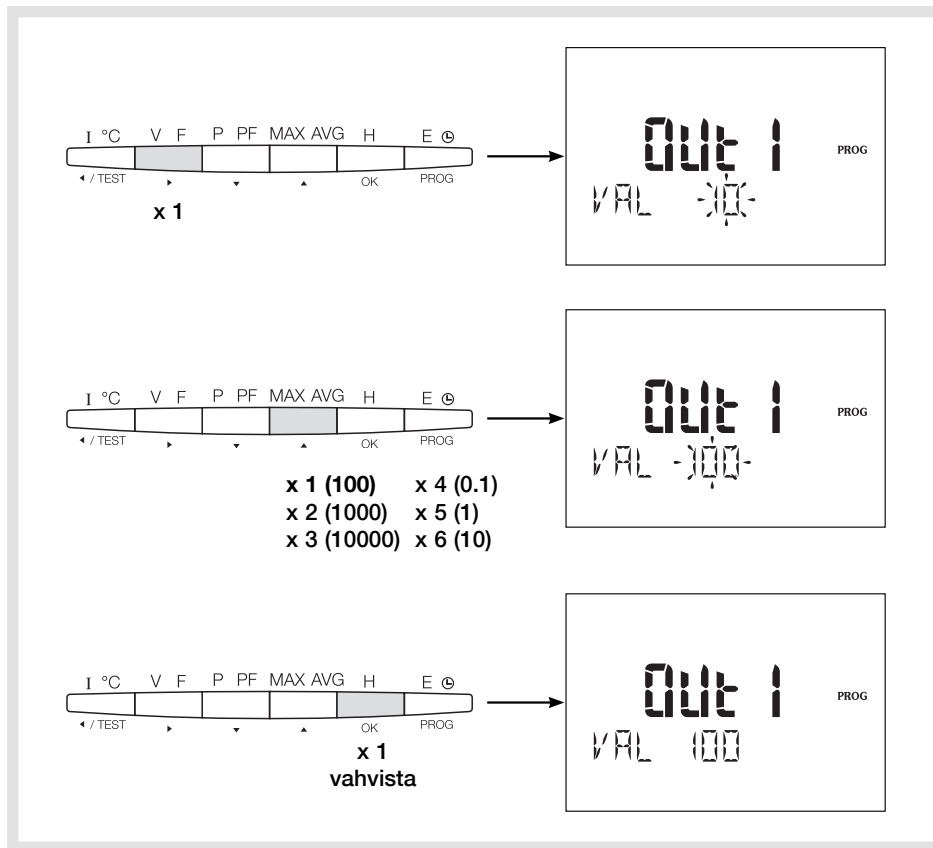 I °C V F P PF MAX AVG H E
/ TEST OK PROG
x 1
OUt 1 PROG
VAL 10
I °C V F P PF MAX AVG H E
/ TEST OK PROG
x 1 (100) x 4 (0.1)
x 2 (1000) x 5 (1)
x 3 (10000) x 6 (10)
OUt 1 PROG
VAL 100
I °C V F P PF MAX AVG H E
/ TEST OK PROG
x 1
vahvista
OUt 1 PROG
VAL 100